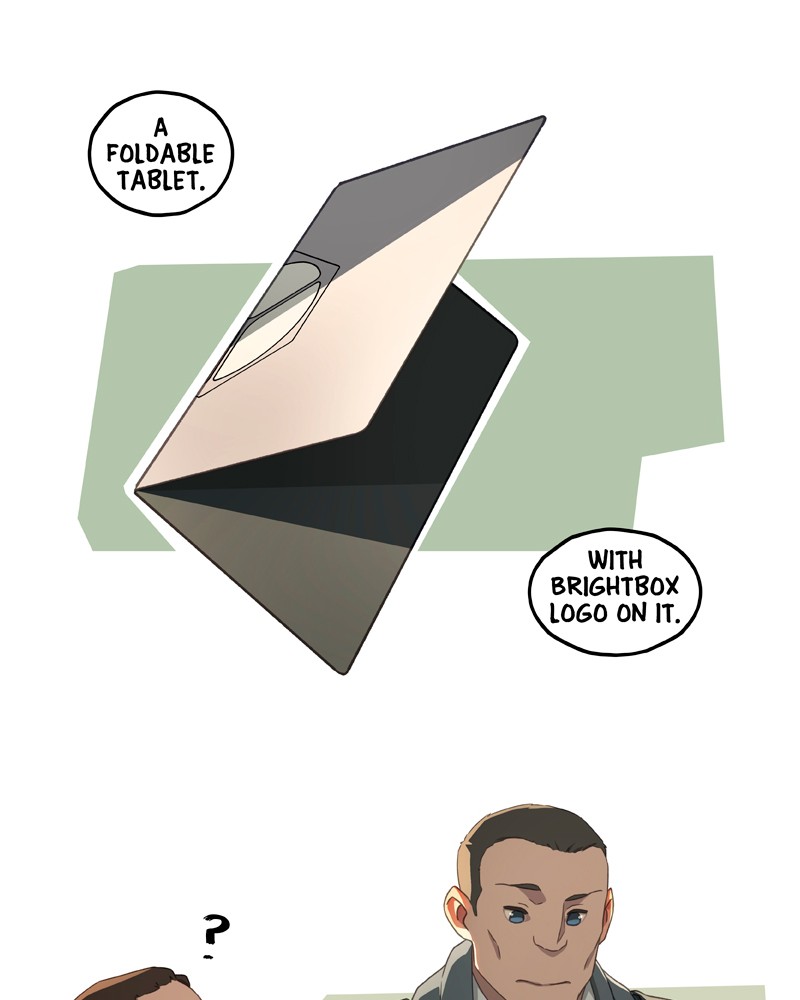 A
FOLDABLE
TABLET.
WITH
BRIGHTBOX
LOGO ON IT.
?